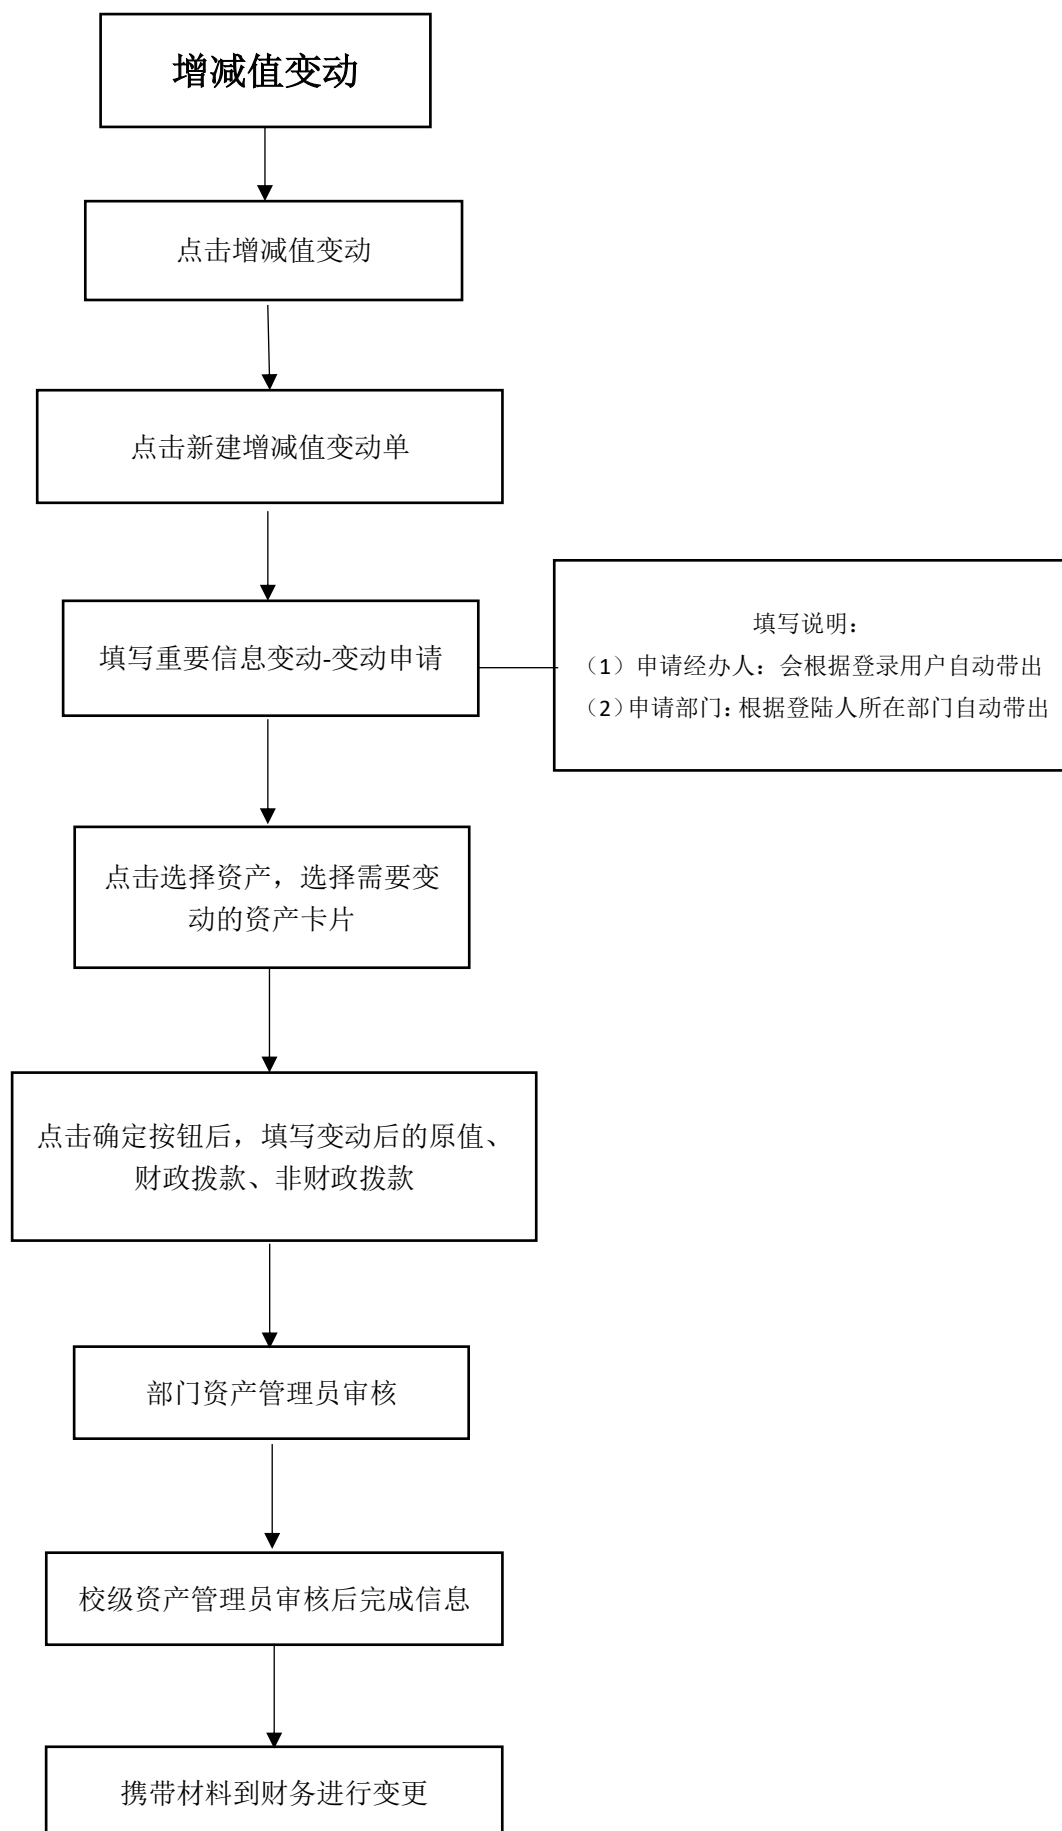 增减值变动
点击增减值变动
点击新建增减值变动单
填写重要信息变动-变动申请
填写说明：
（1）申请经办人：会根据登录用户自动带出
（2）申请部门：根据登陆人所在部门自动带出
点击选择资产，选择需要变
动的资产卡片
点击确定按钮后，填写变动后的原值、
财政拨款、非财政拨款
部门资产管理员审核
校级资产管理员审核后完成信息
携带材料到财务进行变更